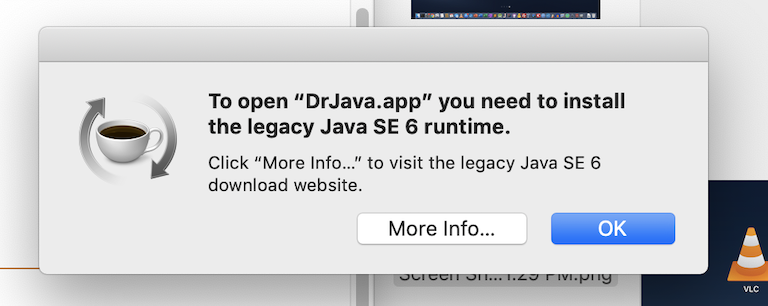 To open “DrJava.app” you need to install
the legacy Java SE 6 runtime.
Click “More Info...” to visit the legacy Java SE 6
download website.
More Info...
OK
Screen Sh...1:29 PM.png
VLC